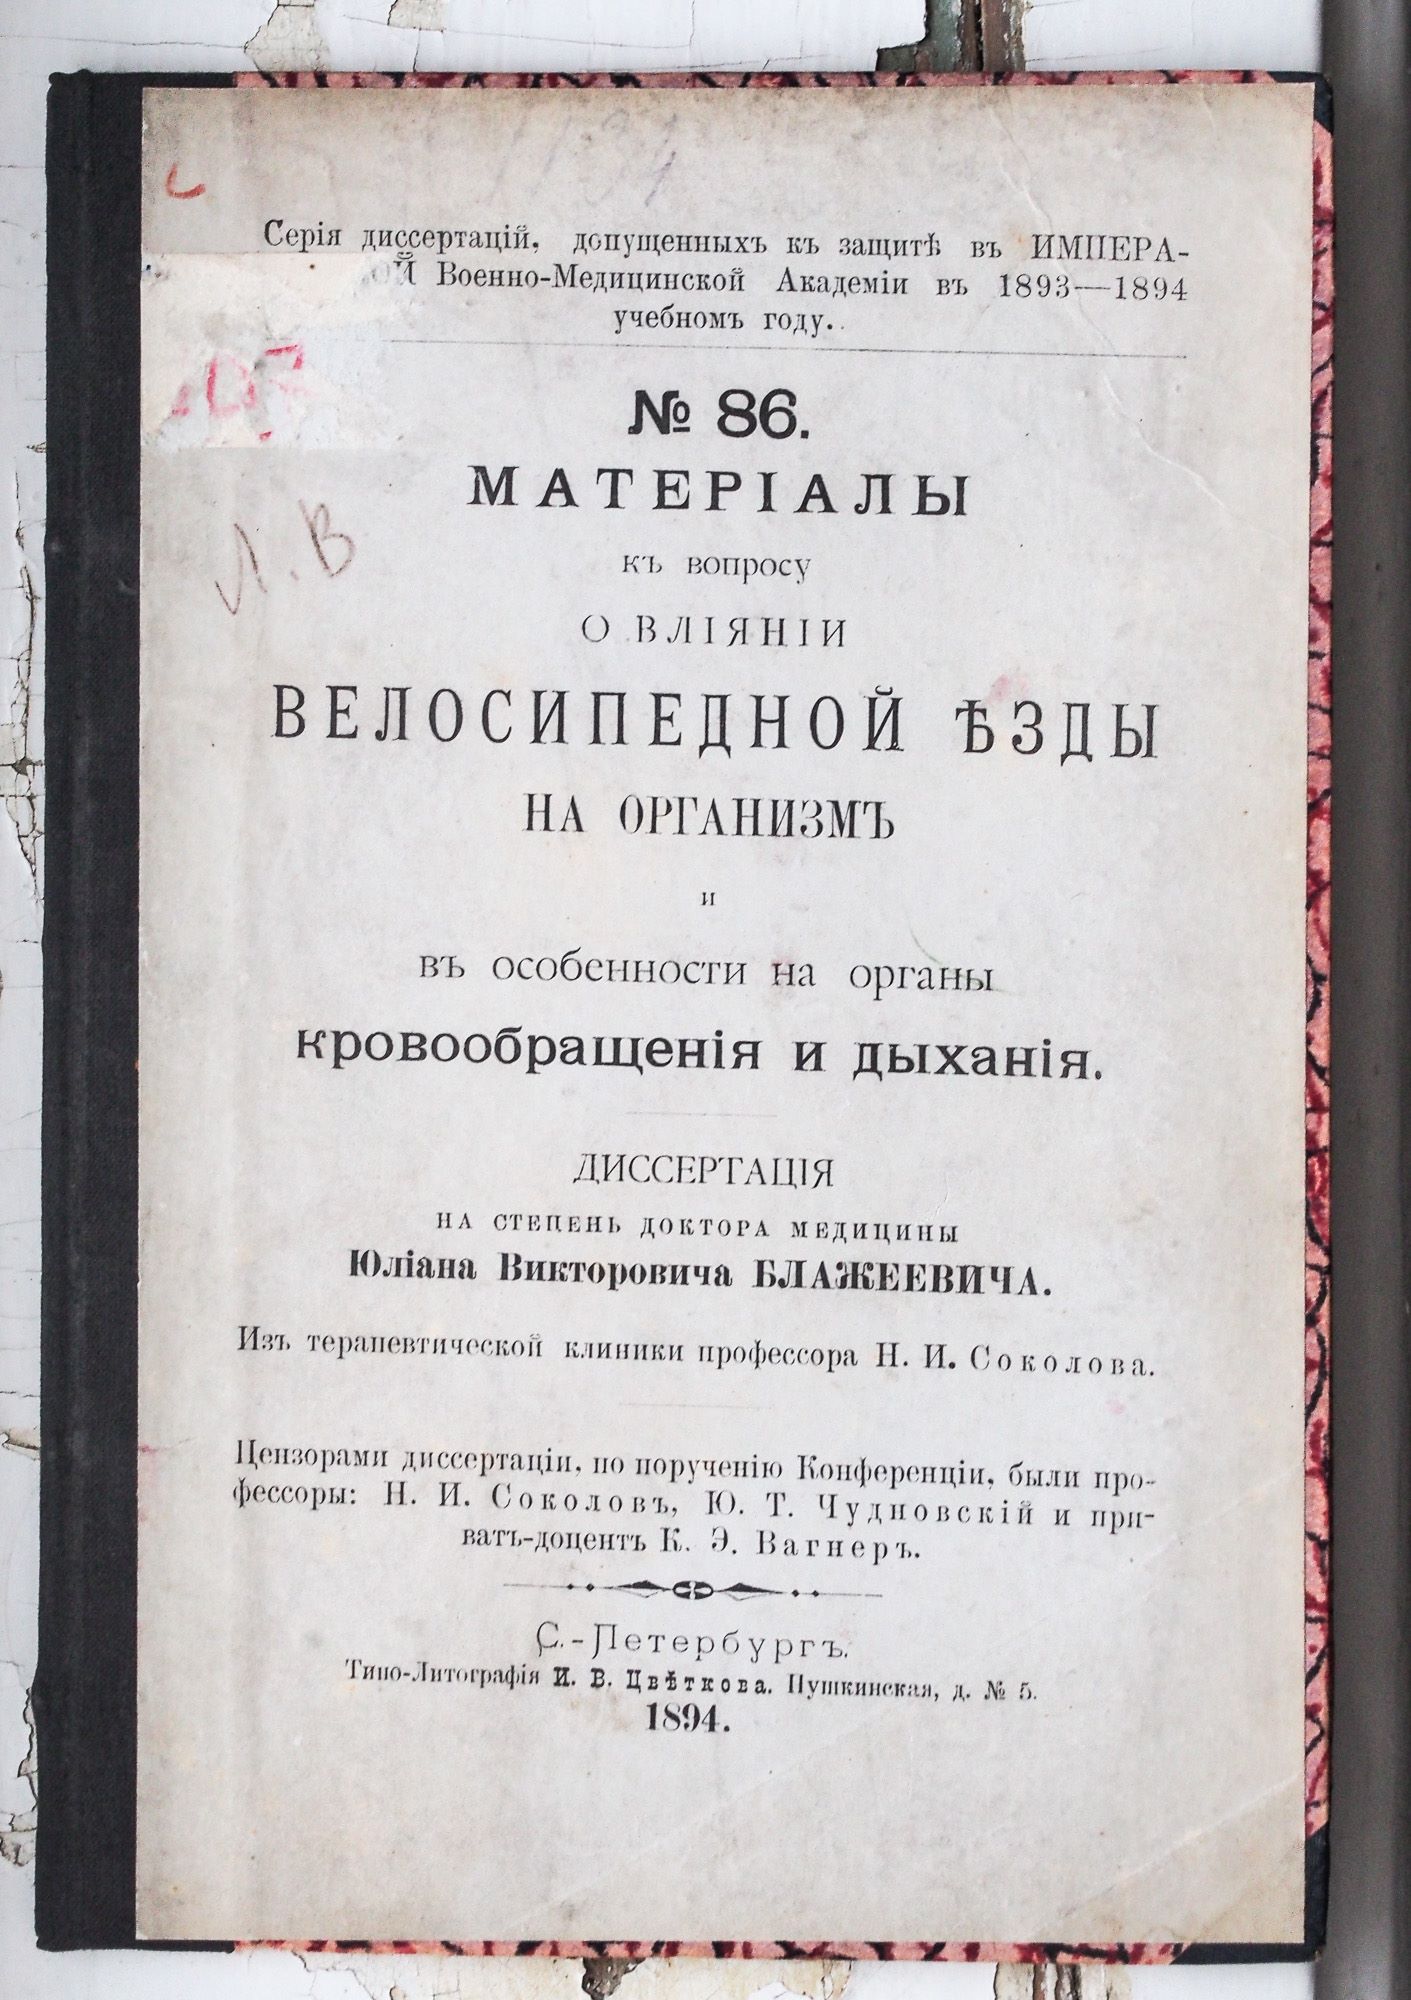 Серія диссертацій, допущенныхъ къ защитѣ въ ИМПЕРА-
ОЙ Военно-Медицинской Академіи въ 1893—1894
учебномъ году.
№ 86.
МАТЕРІАЛЫ
къ вопросу
О ВЛІЯНІИ
ВЕЛОСИПЕДНОЙ ѢЗДЫ
НА ОРГАНИЗМЪ
и
въ особенности на органы
кровообращенія и дыханія.
ДИССЕРТАЦІЯ
НА СТЕПЕНЬ ДОКТОРА МЕДИЦИНЫ
Юліана Викторовича БЛАЖЕЕВИЧА.
Изъ терапевтической клиники профессора Н. И. Соколова.
Цензорами диссертаціи, по порученію Конференціи, были про-
фессоры: Н. И. Соколовъ, Ю. Т. Чудновскій и при-
ватъ-доцентъ К. Э. Вагнеръ.
С.-Петербургъ.
Типо-Литографія И. В. Цвѣткова. Пушкинская, д. № 5.
1894.